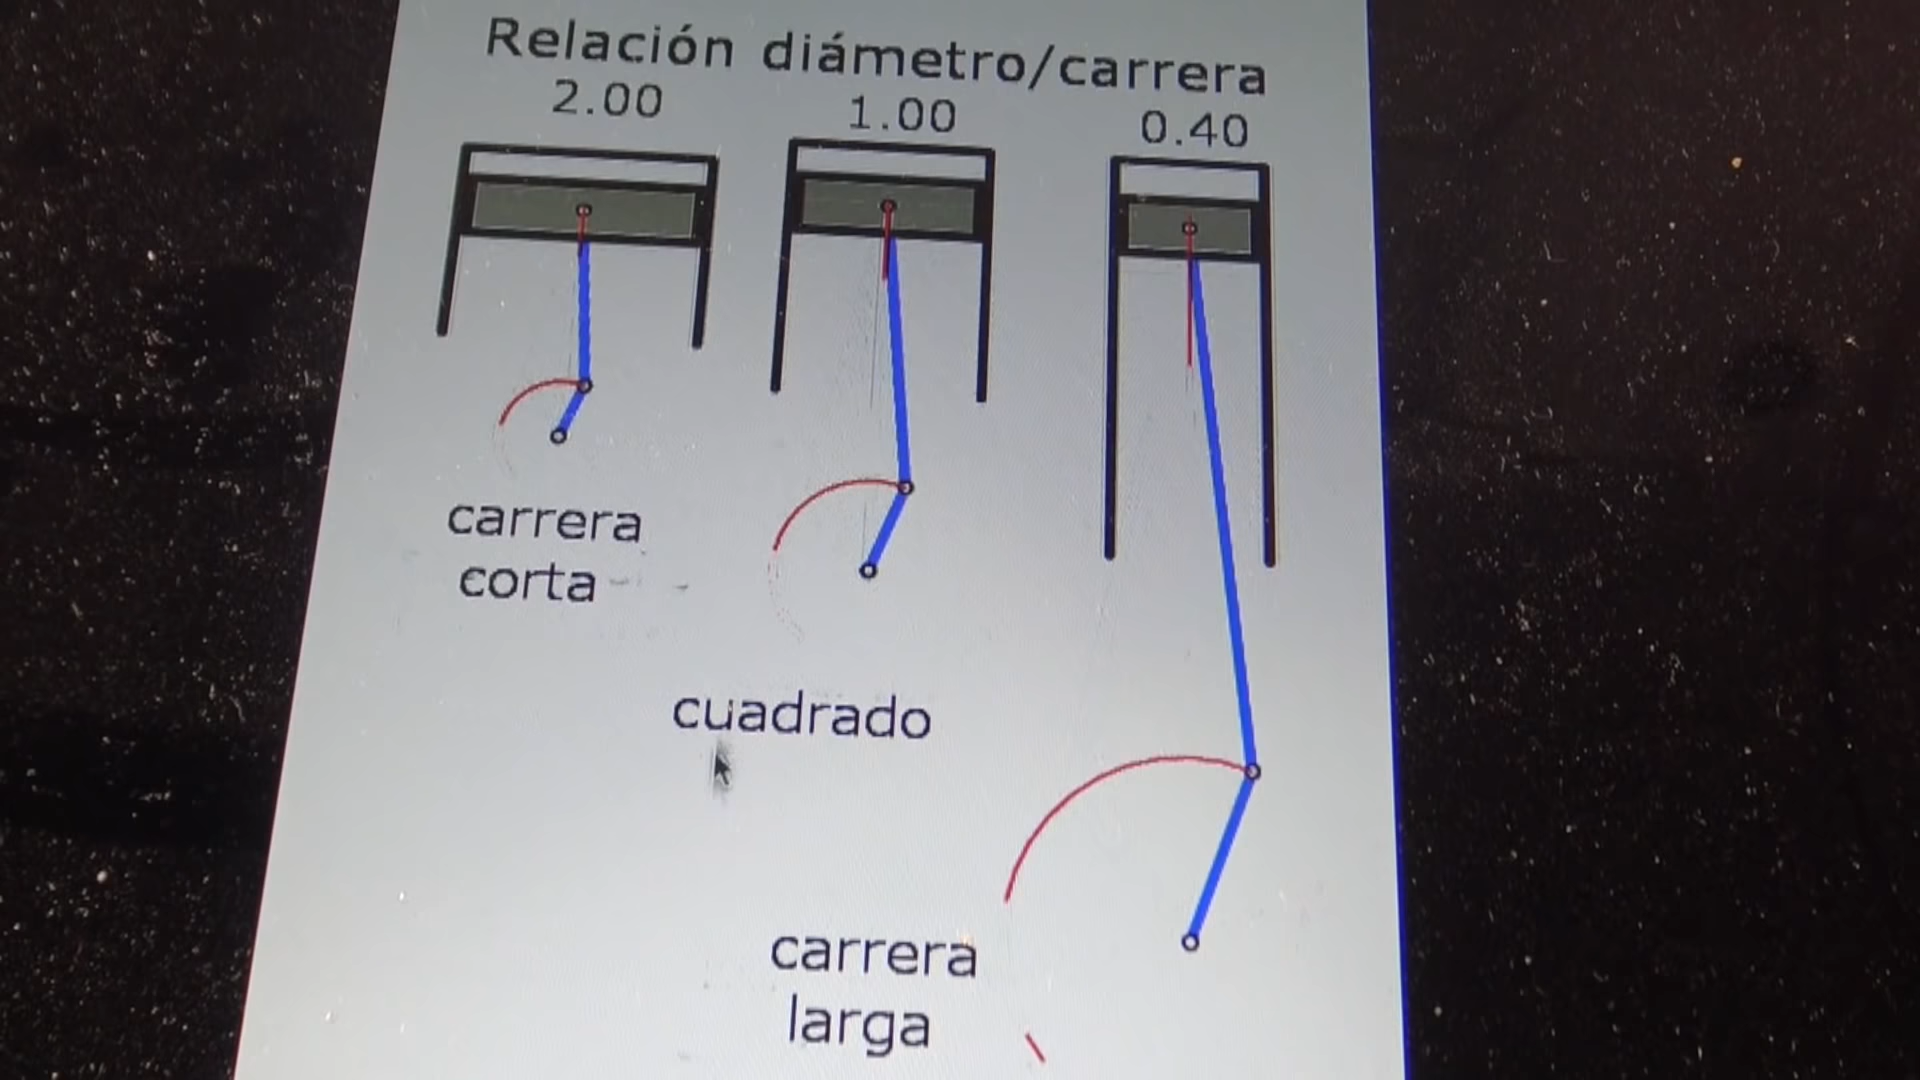 Relación diámetro/carrera
2.00 1.00 0.40
carrera
corta
cuadrado
carrera
larga